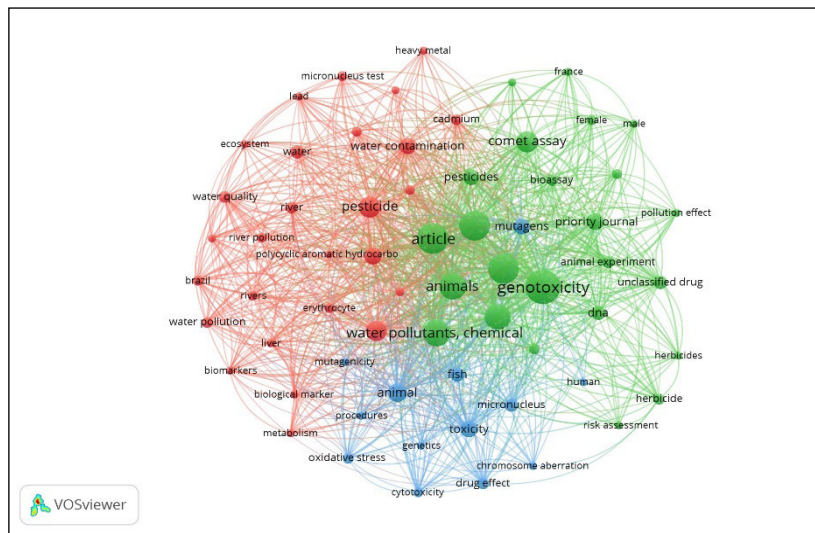 heavy metal
france
micronucleus test
lead
cadmium
female
male
ecosystem
water
water contamination
comet assay
pesticides
bioassay
water quality
river
pesticide
mutagens
priority journal
pollution effect
river pollution
article
polycyclic aromatic hydrocarbo
animal experiment
brazil
rivers
animals
genotoxicity
unclassified drug
erythrocyte
water pollution
water pollutants, chemical
dna
liver
mutagenicity
herbicides
biomarkers
fish
human
biological marker
animal
herbicide
procedures
micronucleus
risk assessment
metabolism
toxicity
genetics
oxidative stress
chromosome aberration
drug effect
cytotoxicity
VOSviewer